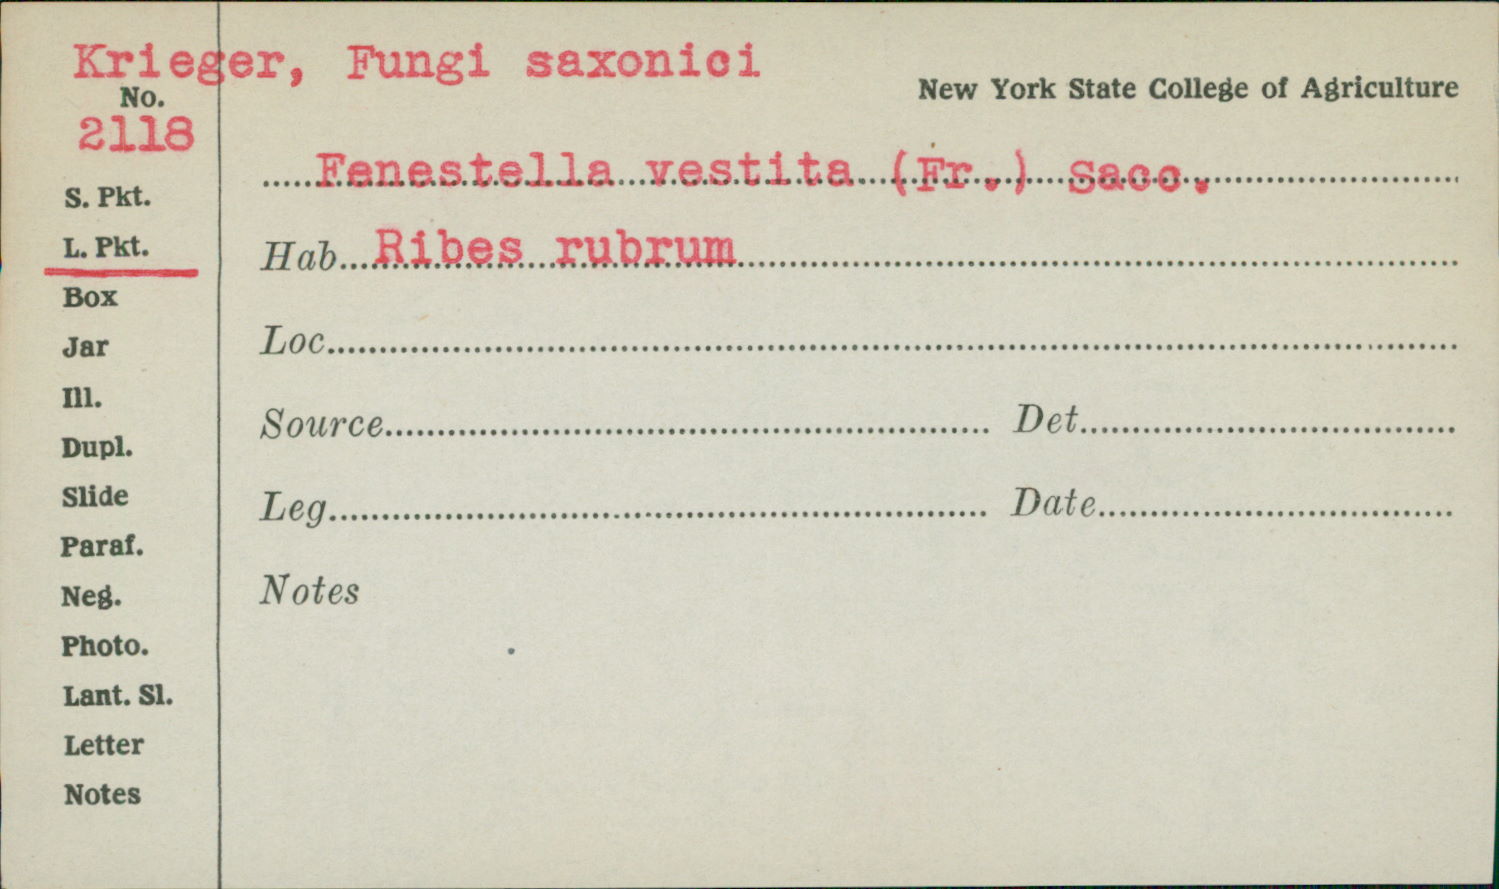 Krieger, Fungi saxonici
New York State College of Agriculture
No.
2118
Fenestella vestita (Fr.) Sacc.
S. Pkt.
L. Pkt.
Hab. Ribes rubrum
Box
Jar
Loc.
Ill.
Dupl.
Source Det.
Slide
Leg. Date
Paraf.
Neg.
Notes
Photo.
Lant. Sl.
Letter
Notes